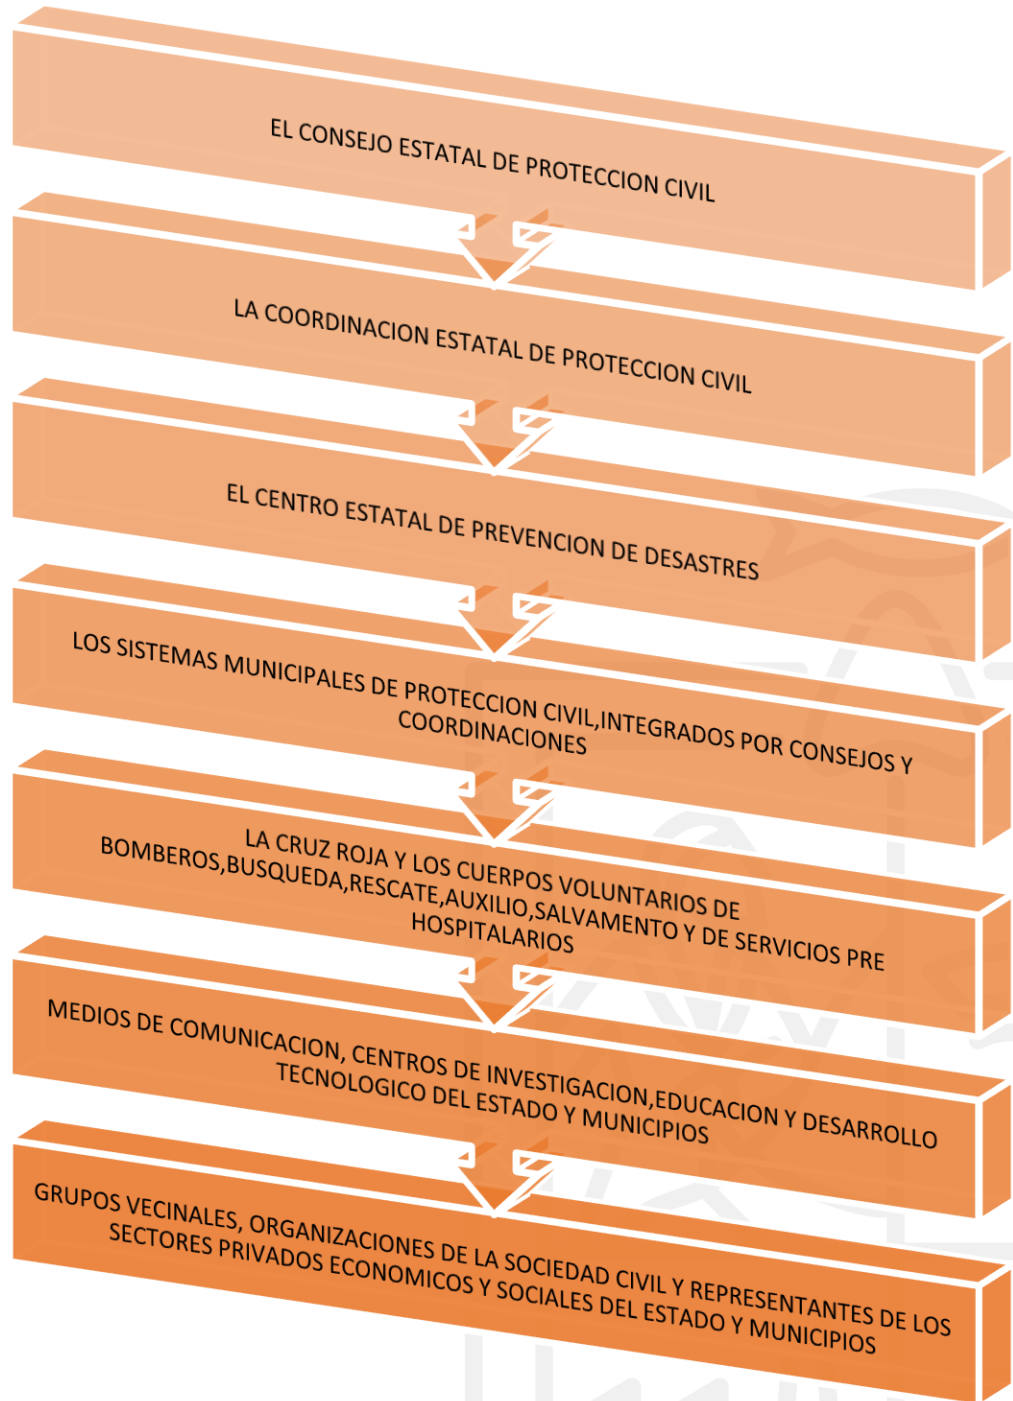 EL CONSEJO ESTATAL DE PROTECCION CIVIL
LA COORDINACION ESTATAL DE PROTECCION CIVIL
EL CENTRO ESTATAL DE PREVENCION DE DESASTRES
LOS SISTEMAS MUNICIPALES DE PROTECCION CIVIL,INTEGRADOS POR CONSEJOS Y
COORDINACIONES
LA CRUZ ROJA Y LOS CUERPOS VOLUNTARIOS DE
BOMBEROS,BUSQUEDA,RESCATE,AUXILIO,SALVAMENTO Y DE SERVICIOS PRE
HOSPITALARIOS
MEDIOS DE COMUNICACION, CENTROS DE INVESTIGACION,EDUCACION Y DESARROLLO
TECNOLOGICO DEL ESTADO Y MUNICIPIOS
GRUPOS VECINALES, ORGANIZACIONES DE LA SOCIEDAD CIVIL Y REPRESENTANTES DE LOS
SECTORES PRIVADOS ECONOMICOS Y SOCIALES DEL ESTADO Y MUNICIPIOS